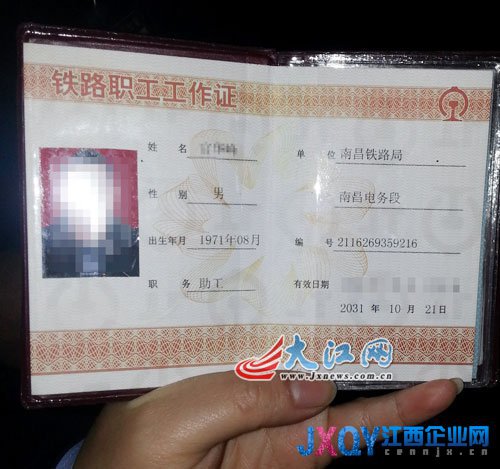 铁路职工工作证
姓 名
性 别 男
出生年月 1971年08月
职 务 助工
单 位 南昌铁路局
南昌电务段
编 号 2116269359216
有效日期
2031 年 10 月 21日
大江网
www.jxnews.com.cn
JXQY江西企业网
cennjx.cn